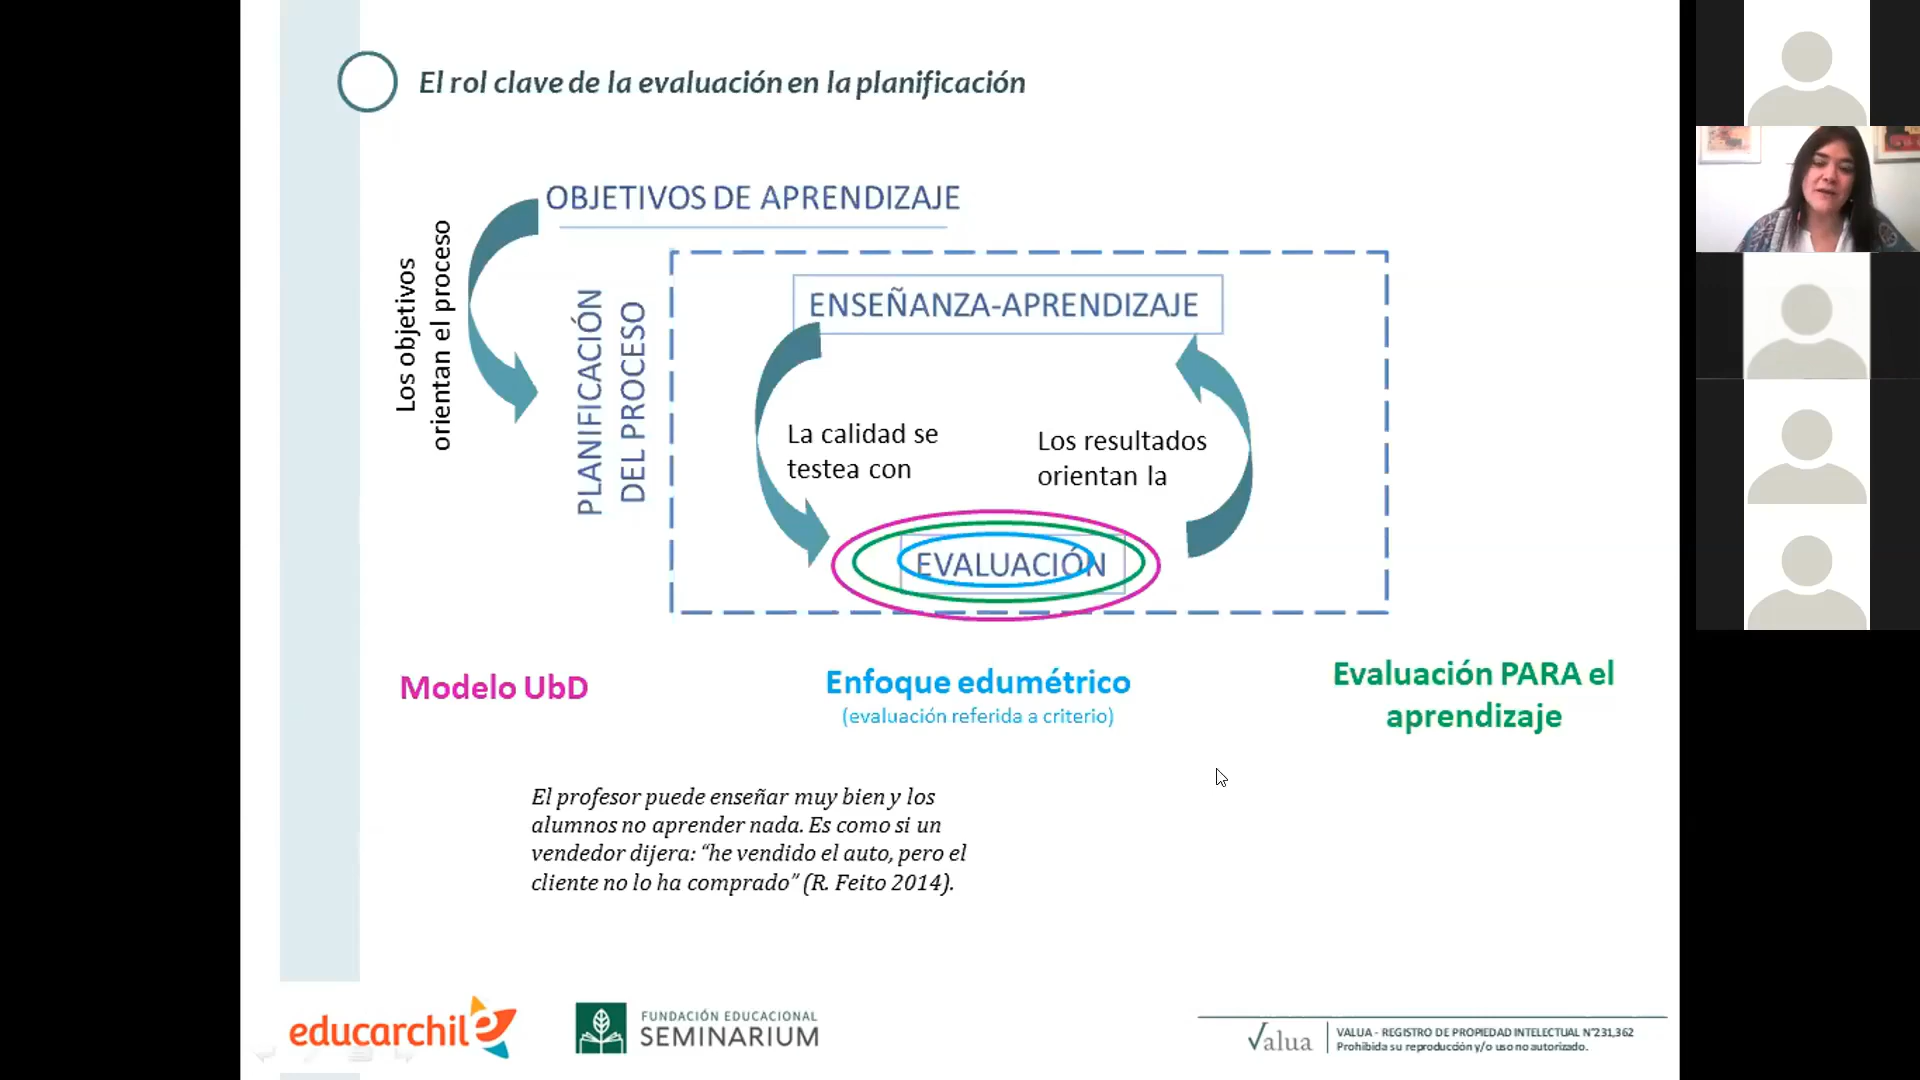 El rol clave de la evaluación en la planificación
OBJETIVOS DE APRENDIZAJE
Los objetivos
orientan el proceso
PLANIFICACIÓN
DEL PROCESO
ENSEÑANZA-APRENDIZAJE
La calidad se
testea con
Los resultados
orientan la
EVALUACIÓN
Modelo UbD
Enfoque edumétrico
(evaluación referida a criterio)
Evaluación PARA el
aprendizaje
El profesor puede enseñar muy bien y los
alumnos no aprender nada. Es como si un
vendedor dijera: “he vendido el auto, pero el
cliente no lo ha comprado” (R. Feito 2014).
educarchile
FUNDACIÓN EDUCACIONAL
SEMINARIUM
Valua
VALUA - REGISTRO DE PROPIEDAD INTELECTUAL N°231,362
Prohibida su reproducción y/o uso no autorizado.